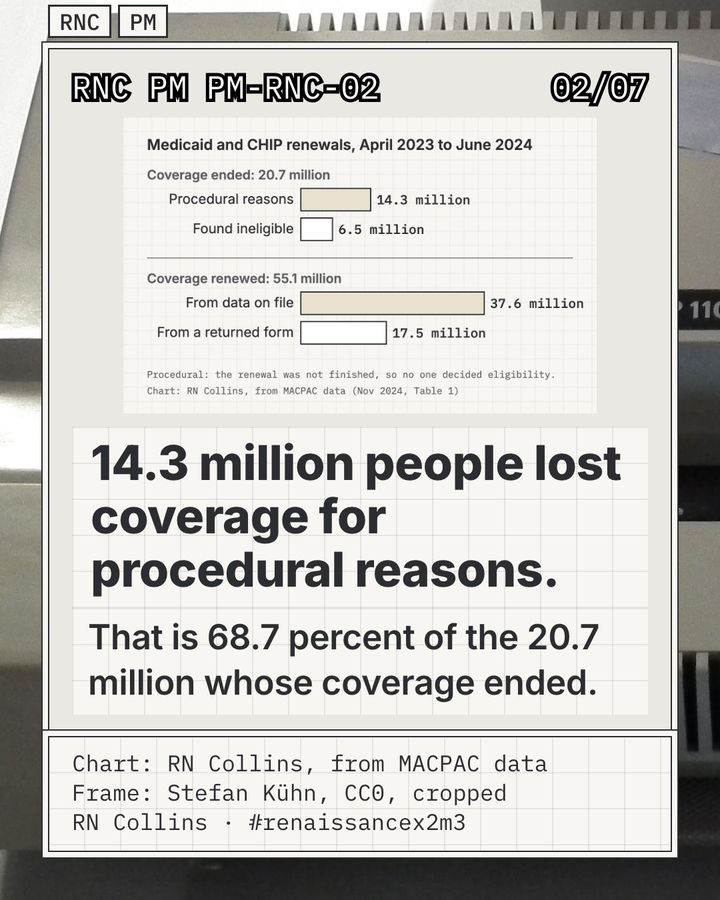 RNC PM
RNC PM PM-RNC-02 02/07
Medicaid and CHIP renewals, April 2023 to June 2024
Coverage ended: 20.7 million
Procedural reasons 14.3 million
Found ineligible 6.5 million
Coverage renewed: 55.1 million
From data on file 37.6 million
From a returned form 17.5 million
Procedural: the renewal was not finished, so no one decided eligibility.
Chart: RN Collins, from MACPAC data (Nov 2024, Table 1)
14.3 million people lost
coverage for
procedural reasons.
That is 68.7 percent of the 20.7
million whose coverage ended.
Chart: RN Collins, from MACPAC data
Frame: Stefan Kühn, CC0, cropped
RN Collins · #renaissancex2m3